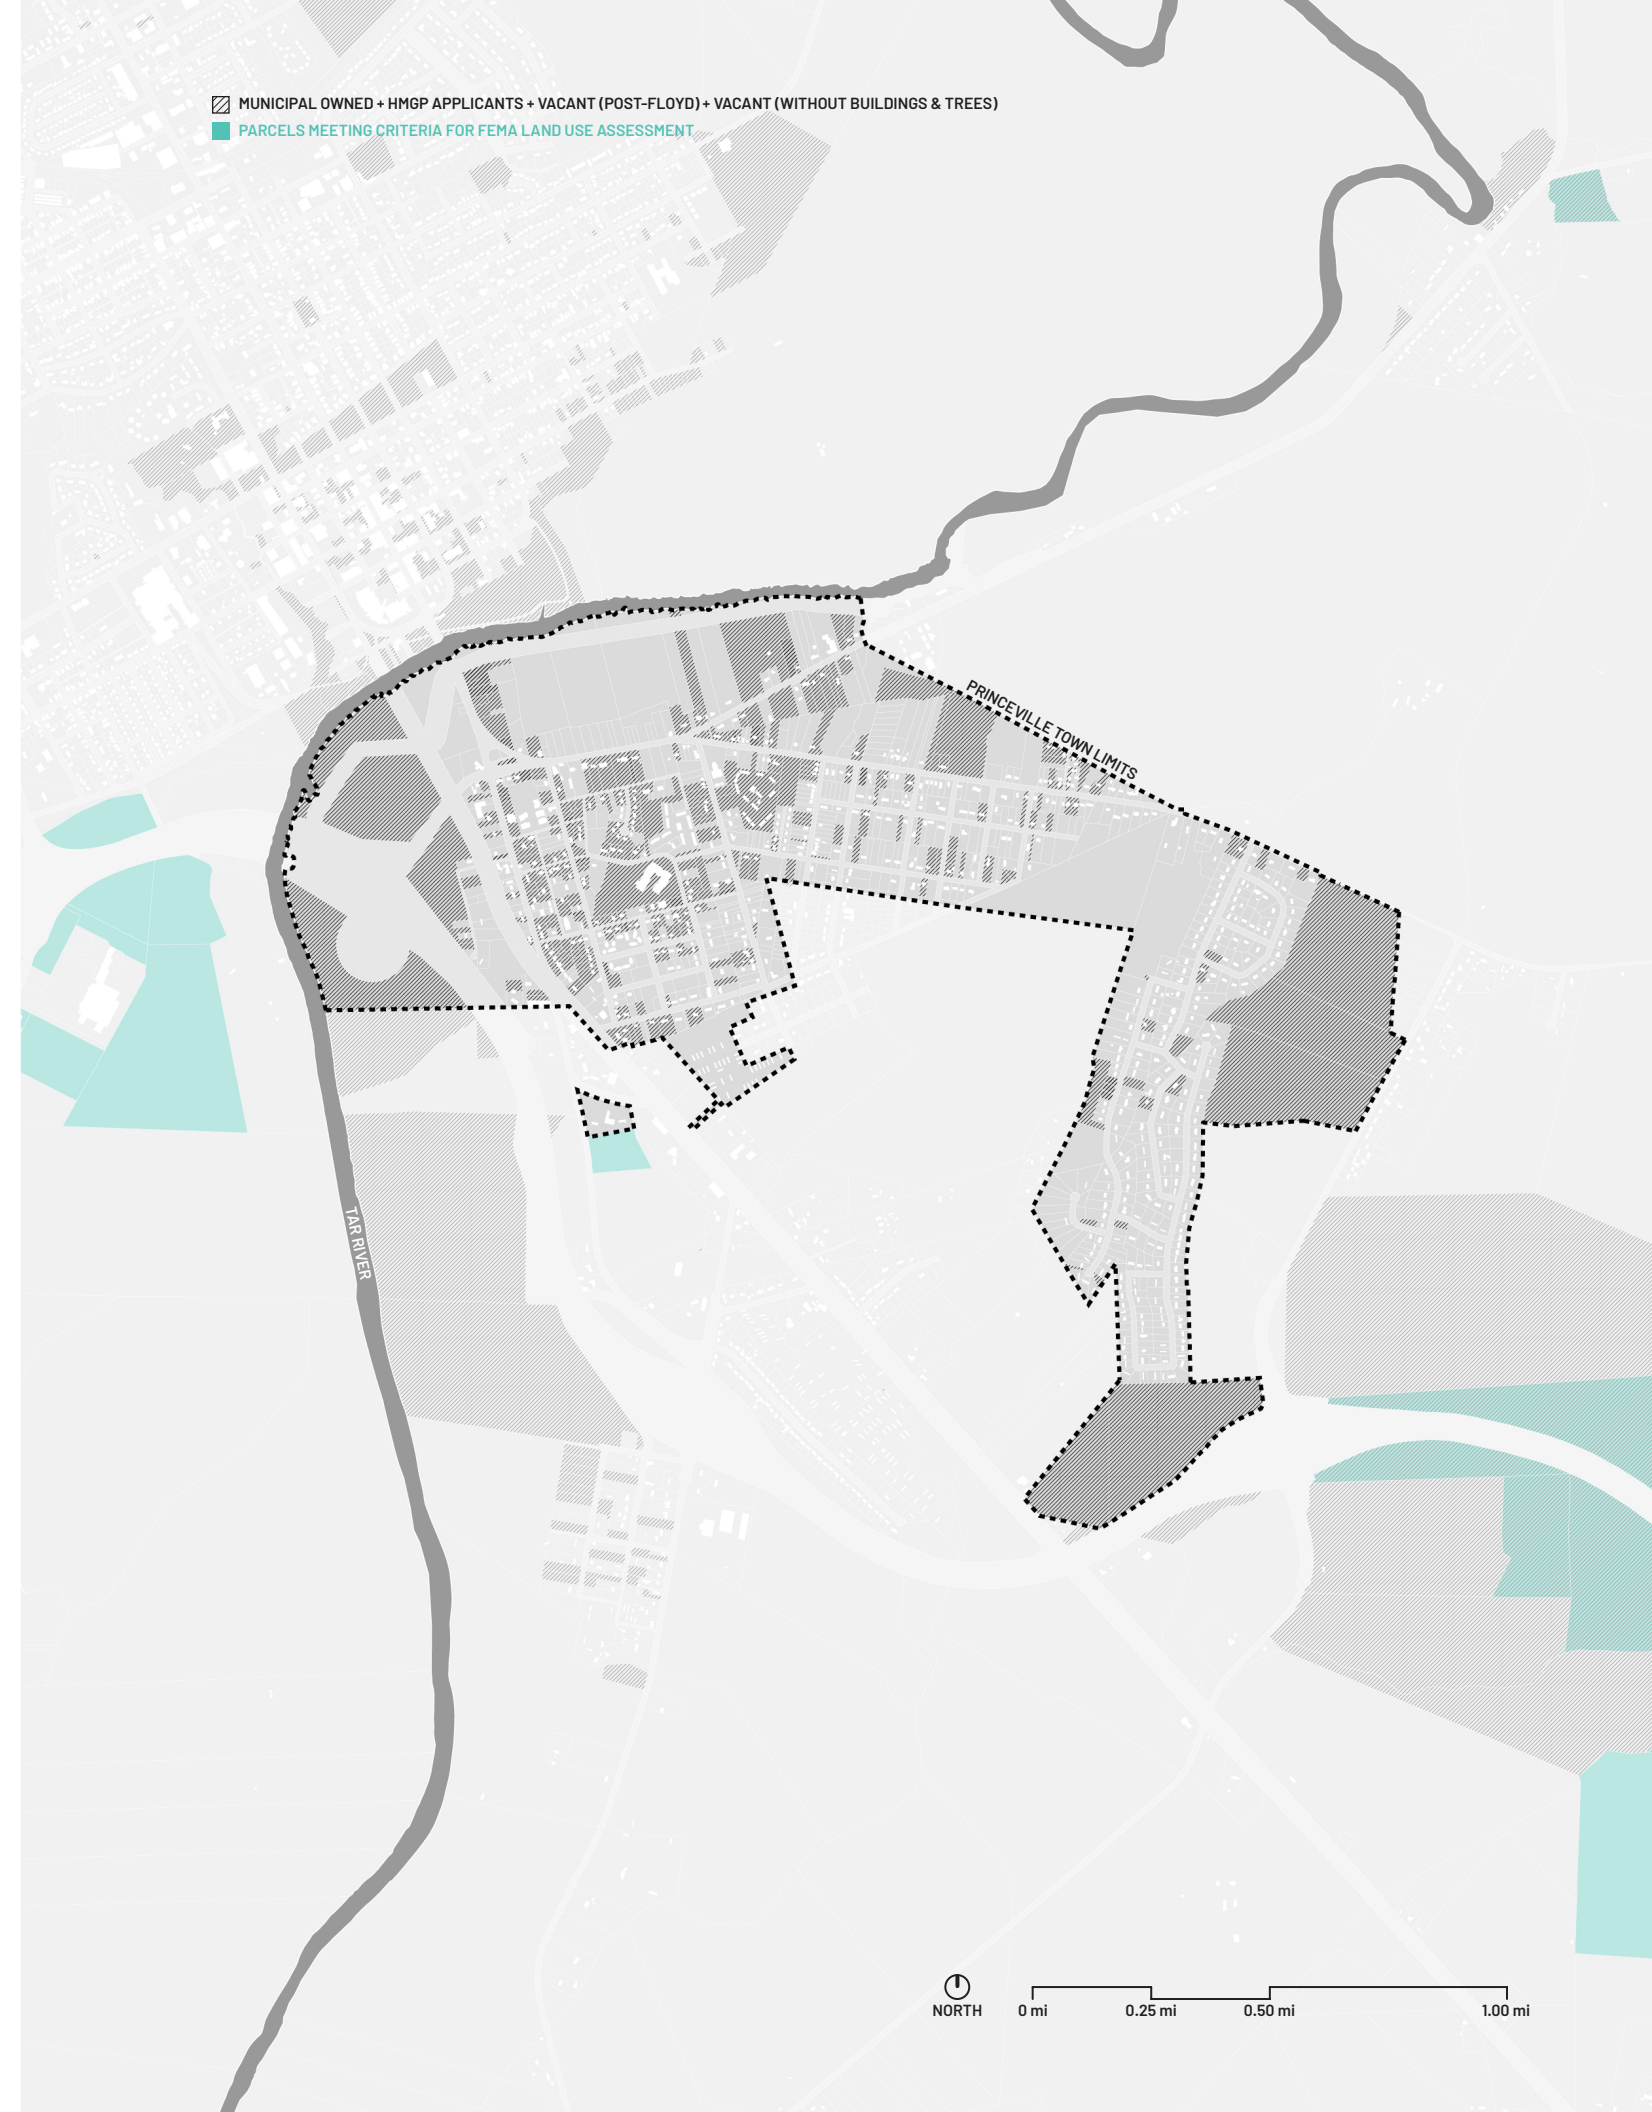 MUNICIPAL OWNED + HMGP APPLICANTS + VACANT (POST-FLOYD) + VACANT (WITHOUT BUILDINGS & TREES)
PARCELS MEETING CRITERIA FOR FEMA LAND USE ASSESSMENT
PRINCEVILLE TOWN LIMITS
TAR RIVER
NORTH
0 mi 0.25 mi 0.50 mi 1.00 mi